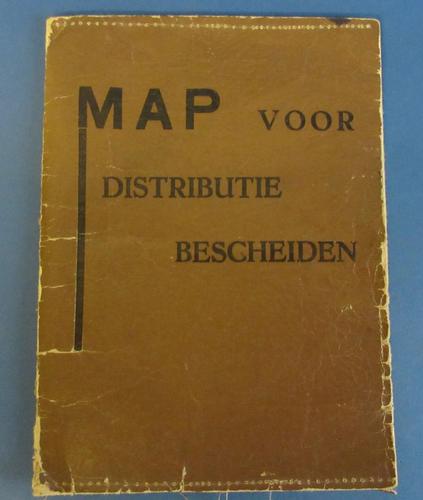 MAP VOOR
DISTRIBUTIE
BESCHEIDEN